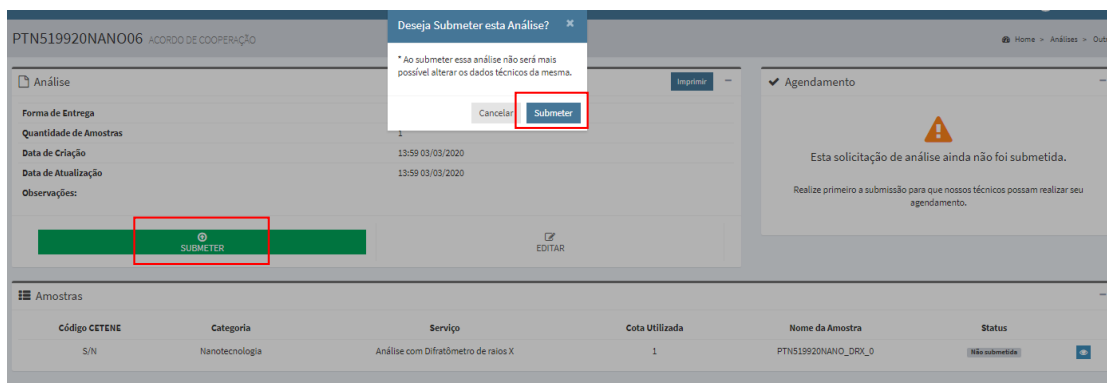 Deseja Submeter esta Análise? ×
* Ao submeter essa análise não será mais
possível alterar os dados técnicos da mesma.
Cancelar Submeter
PTN519920NANO06 ACORDO DE COOPERAÇÃO
Home > Análises > Outr
Análise
Imprimir
Forma de Entrega
Quantidade de Amostras 1
Data de Criação 13:59 03/03/2020
Data de Atualização 13:59 03/03/2020
Observações:
SUBMETER
EDITAR
Agendamento
Esta solicitação de análise ainda não foi submetida.
Realize primeiro a submissão para que nossos técnicos possam realizar seu
agendamento.
Amostras
Código CETENE Categoria Serviço Cota Utilizada Nome da Amostra Status
S/N Nanotecnologia Análise com Difratômetro de raios X 1 PTN519920NANO_DRX_0 Não submetida